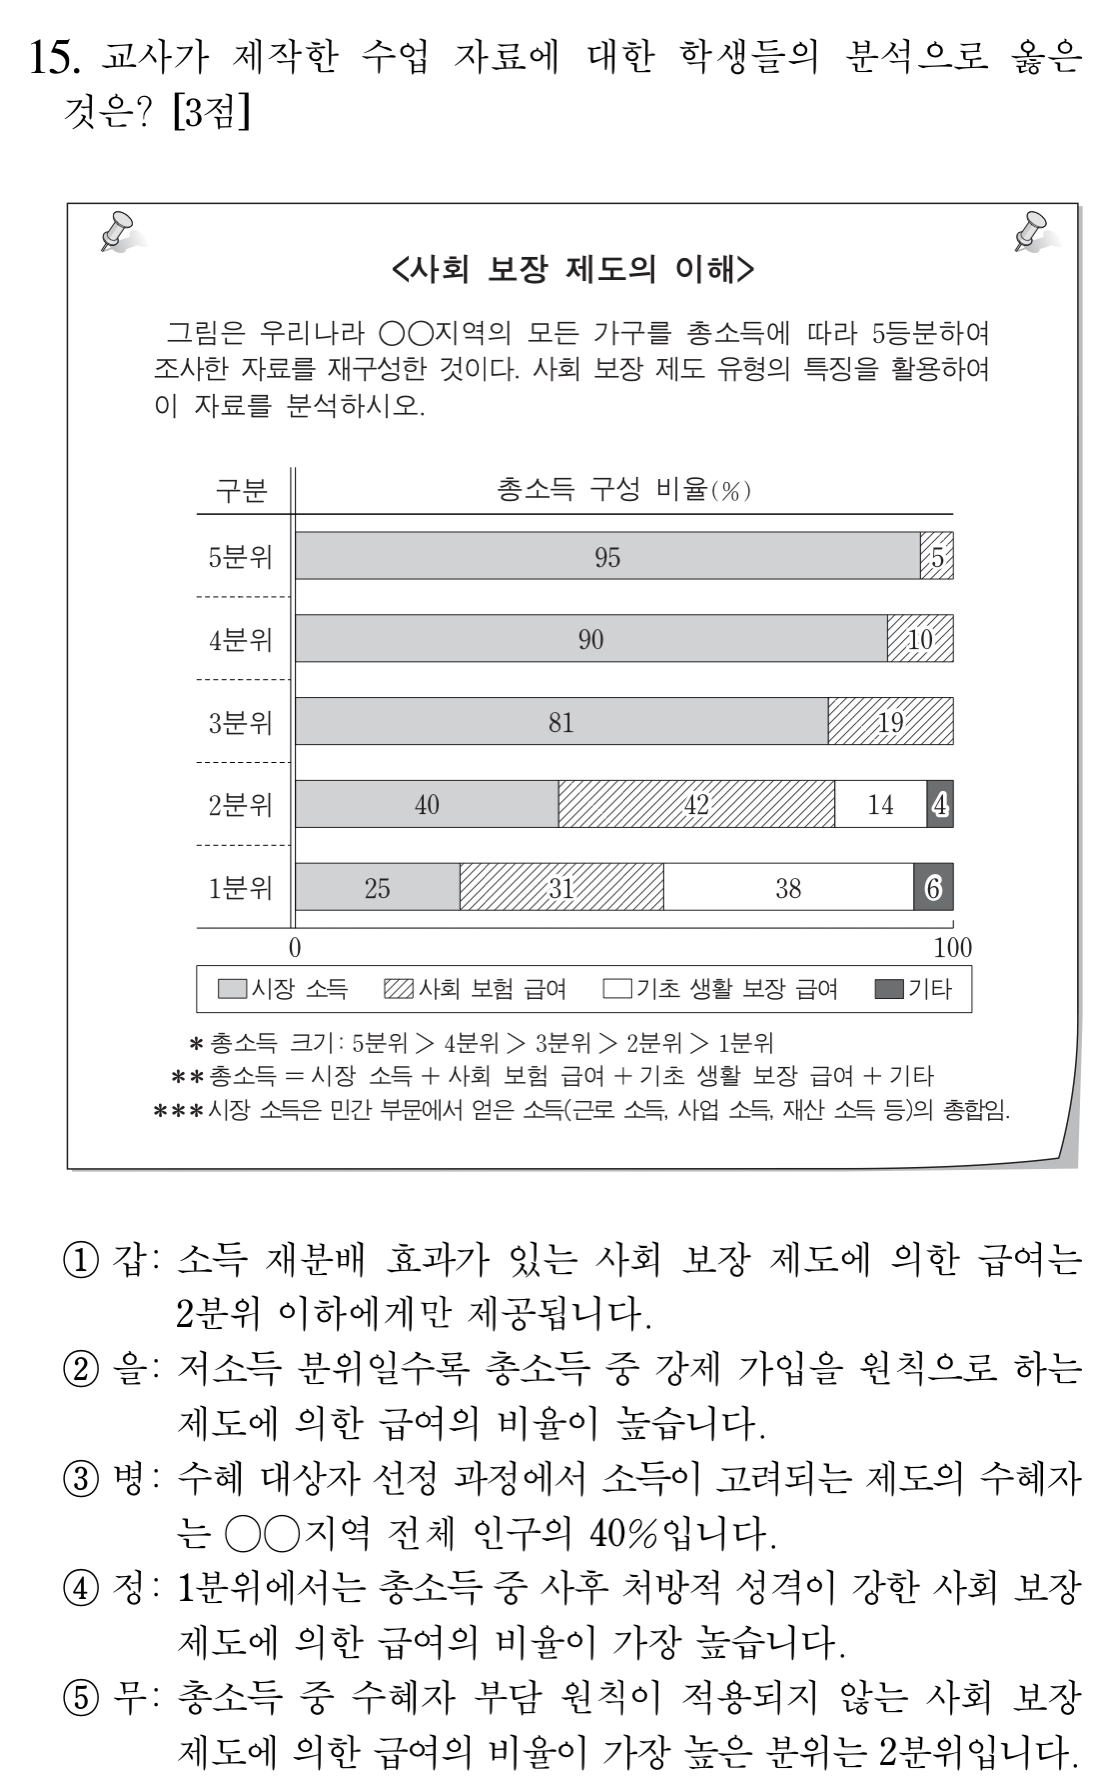 15. 교사가 제작한 수업 자료에 대한 학생들의 분석으로 옳은
것은? [3점]
<사회 보장 제도의 이해>
그림은 우리나라 ○○지역의 모든 가구를 총소득에 따라 5등분하여
조사한 자료를 재구성한 것이다. 사회 보장 제도 유형의 특징을 활용하여
이 자료를 분석하시오.
구분 총소득 구성 비율(%)
5분위 95 5
4분위 90 10
3분위 81 19
2분위 40 42 14 4
1분위 25 31 38 6
0 100
시장 소득 사회 보험 급여 기초 생활 보장 급여 기타
* 총소득 크기: 5분위 > 4분위 > 3분위 > 2분위 > 1분위
** 총소득 = 시장 소득 + 사회 보험 급여 + 기초 생활 보장 급여 + 기타
*** 시장 소득은 민간 부문에서 얻은 소득(근로 소득, 사업 소득, 재산 소득 등)의 총합임.
① 갑: 소득 재분배 효과가 있는 사회 보장 제도에 의한 급여는
2분위 이하에게만 제공됩니다.
② 을: 저소득 분위일수록 총소득 중 강제 가입을 원칙으로 하는
제도에 의한 급여의 비율이 높습니다.
③ 병: 수혜 대상자 선정 과정에서 소득이 고려되는 제도의 수혜자
는 ○○지역 전체 인구의 40%입니다.
④ 정: 1분위에서는 총소득 중 사후 처방적 성격이 강한 사회 보장
제도에 의한 급여의 비율이 가장 높습니다.
⑤ 무: 총소득 중 수혜자 부담 원칙이 적용되지 않는 사회 보장
제도에 의한 급여의 비율이 가장 높은 분위는 2분위입니다.